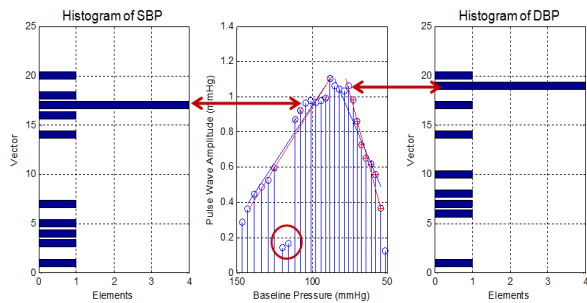 Histogram of SBP
25
20
15
10
5
0
Vector
0 1 2 3 4
Elements
1.4
1.2
1
0.8
0.6
0.4
0.2
0
Pulse Wave Amplitude (mmHg)
150 100 50
Baseline Pressure (mmHg)
Histogram of DBP
25
20
15
10
5
0
Vector
0 1 2 3 4
Elements